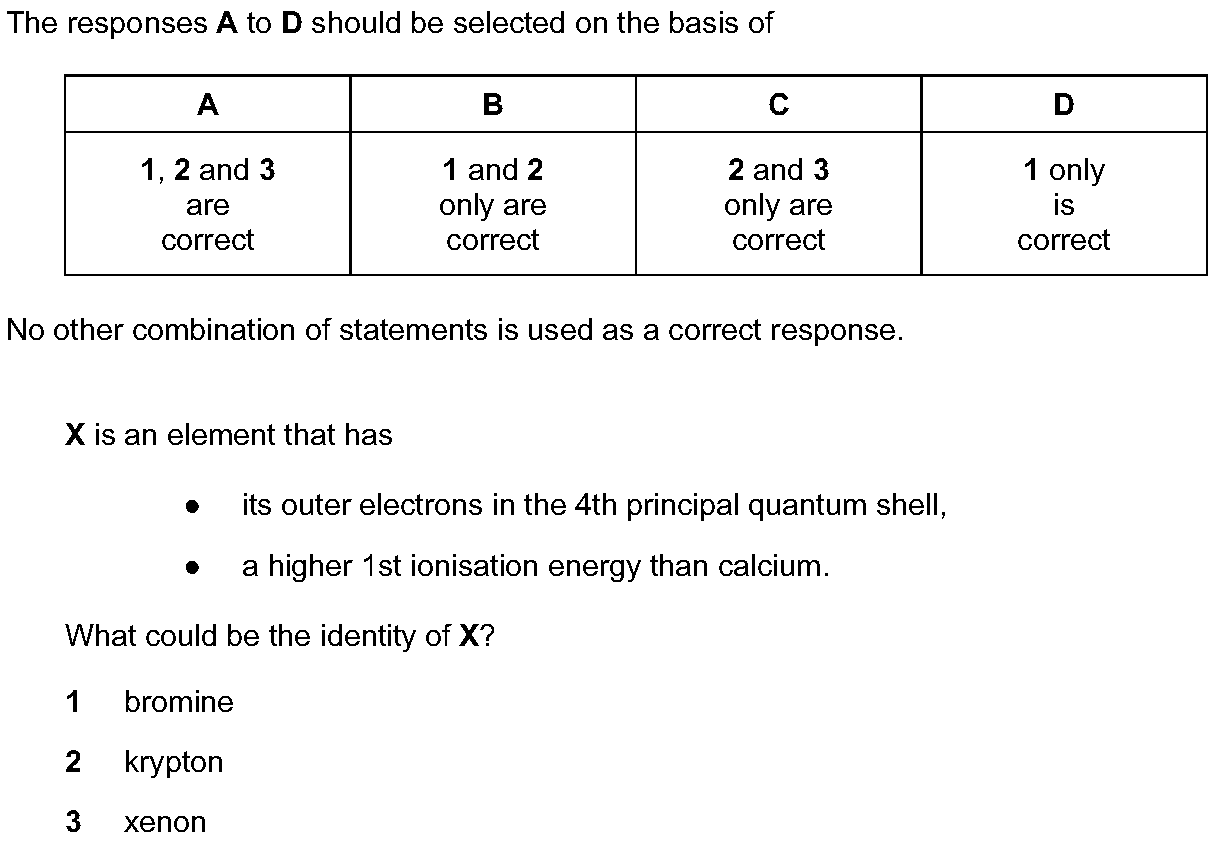 The responses A to D should be selected on the basis of
A B C D
1, 2 and 3 1 and 2 2 and 3 1 only
are only are only are is
correct correct correct correct
No other combination of statements is used as a correct response.
X is an element that has
● its outer electrons in the 4th principal quantum shell,
● a higher 1st ionisation energy than calcium.
What could be the identity of X?
1 bromine
2 krypton
3 xenon